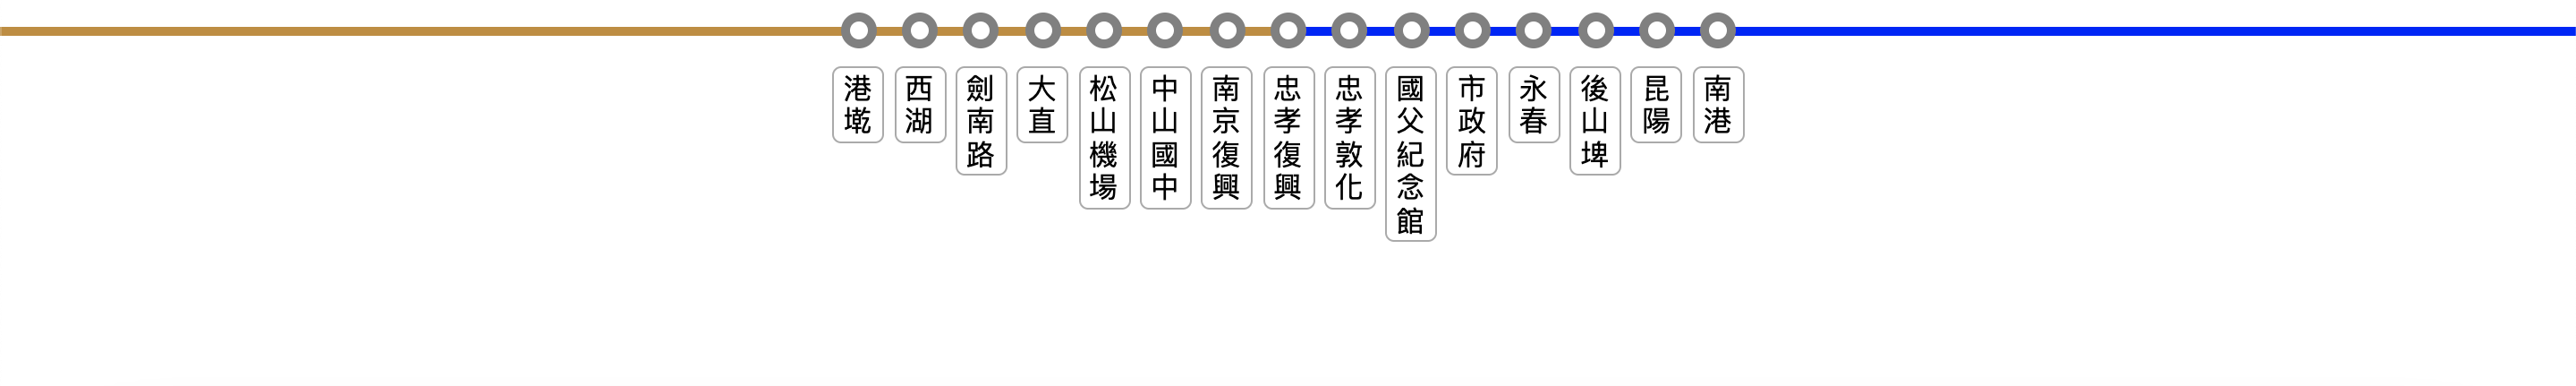 港墘
西湖
劍南路
大直
松山機場
中山國中
南京復興
忠孝復興
忠孝敦化
國父紀念館
市政府
永春
後山埤
昆陽
南港